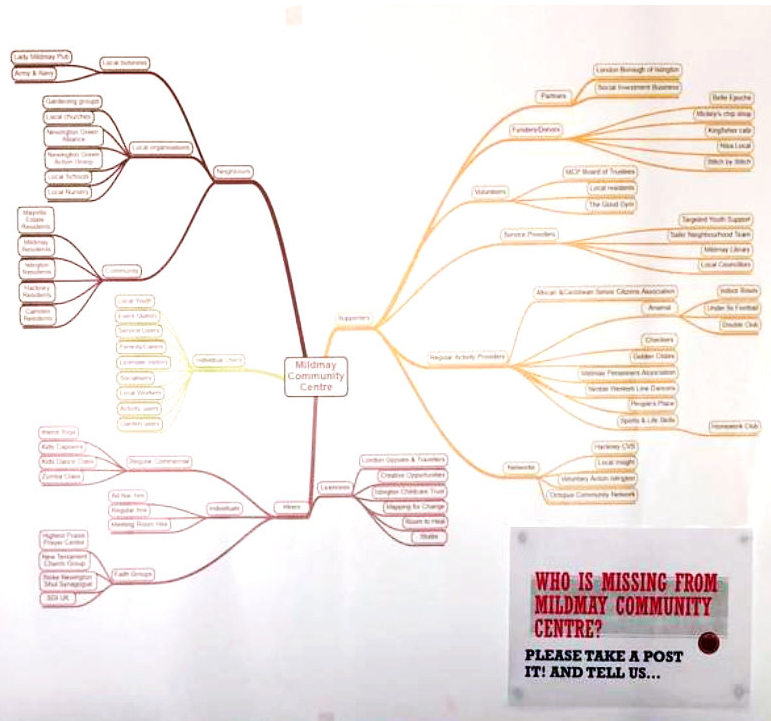 Lady Mildmay Pub
Army & Navy
Local business
Gardening groups
Local churches
Newington Green
Alliance
Newington Green
Action Group
Local Schools
Local Nursery
Local organisations
Neighbours
Mayville
Estate
Residents
Mildmay
Residents
Islington
Residents
Hackney
Residents
Camden
Residents
Community
Local Youth
Event Guests
Service Users
Parents/Carers
Licensee visitors
Socialisers
Local Workers
Activity users
Garden users
Individual
Mildmay
Community
Centre
Supporters
Partners
London Borough of Islington
Social Investment Business
Funders/Donors
Belle Epoche
Mickey's chip shop
Kingfisher cafe
Nisa Local
Stitch by Stitch
Volunteers
MCP Board of Trustees
Local residents
The Good Gym
Service Providers
Targeted Youth Support
Safer Neighbourhood Team
Mildmay Library
Local Councillors
Regular Activity Providers
African & Caribbean Senior Citizens Association
Arsenal
Indoor Bowls
Under 5s Football
Double Club
Checkers
Golden Oldies
Mildmay Pensioners Association
Line Dancers
People's Place
Sports & Life Skills
Homework Club
Networks
Hackney CVS
Local Insight
Voluntary Action Islington
Octopus Community Network
Kids Capoeira
Kids Dance Class
Zumba Class
Regular Commercial
Ad hoc hire
Regular hire
Meeting Room Hire
Individuals
Highest Praise
Prayer Center
New Testament
Church Group
Stoke Newington
Shul Synagogue
SGI UK
Faith Groups
Hirers
Licensees
London Gypsies & Travellers
Creative Opportunities
Islington Childcare Trust
Mapping for Change
Room to Heal
Studio
WHO IS MISSING FROM
MILDMAY COMMUNITY
CENTRE?
PLEASE TAKE A POST
IT! AND TELL US...